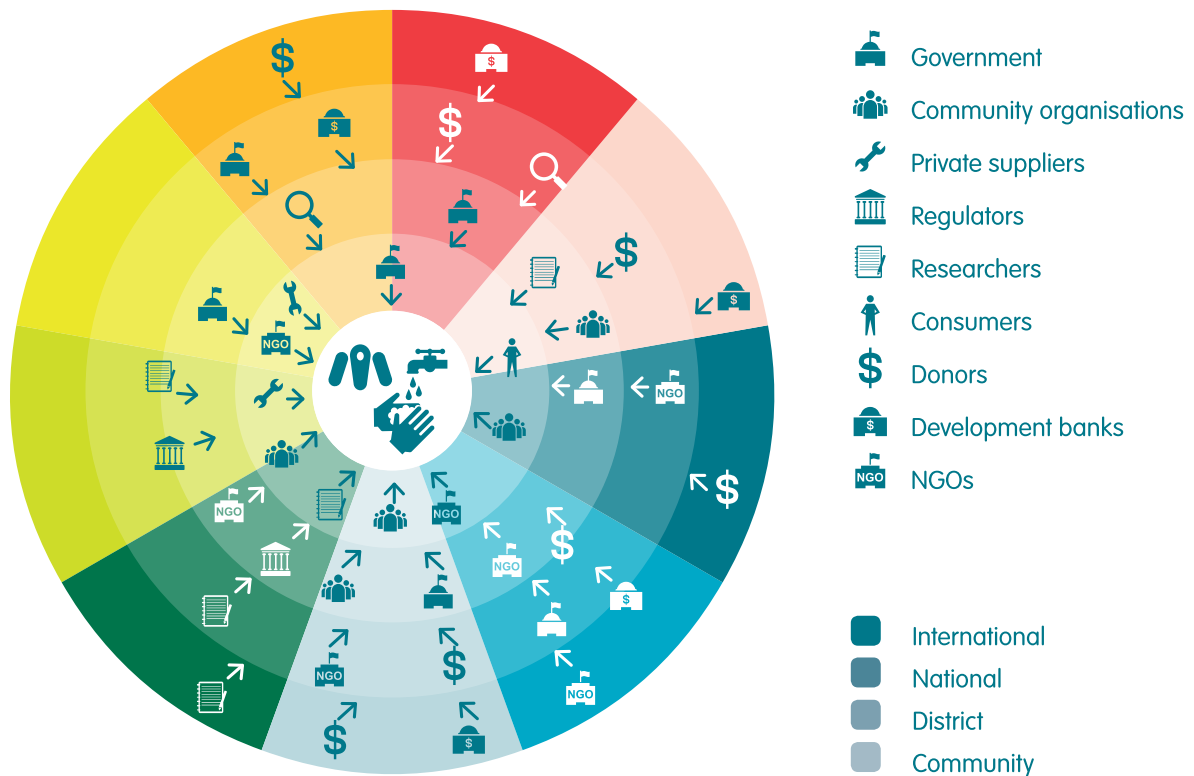 $
$
$
$
$
Government
Community organisations
Private suppliers
Regulators
Researchers
Consumers
$
Donors
$
Development banks
NGO
NGOs
$
$
NGO
NGO
$
NGO
NGO
$
NGO
$
NGO
$
NGO
$
$
International
National
District
Community